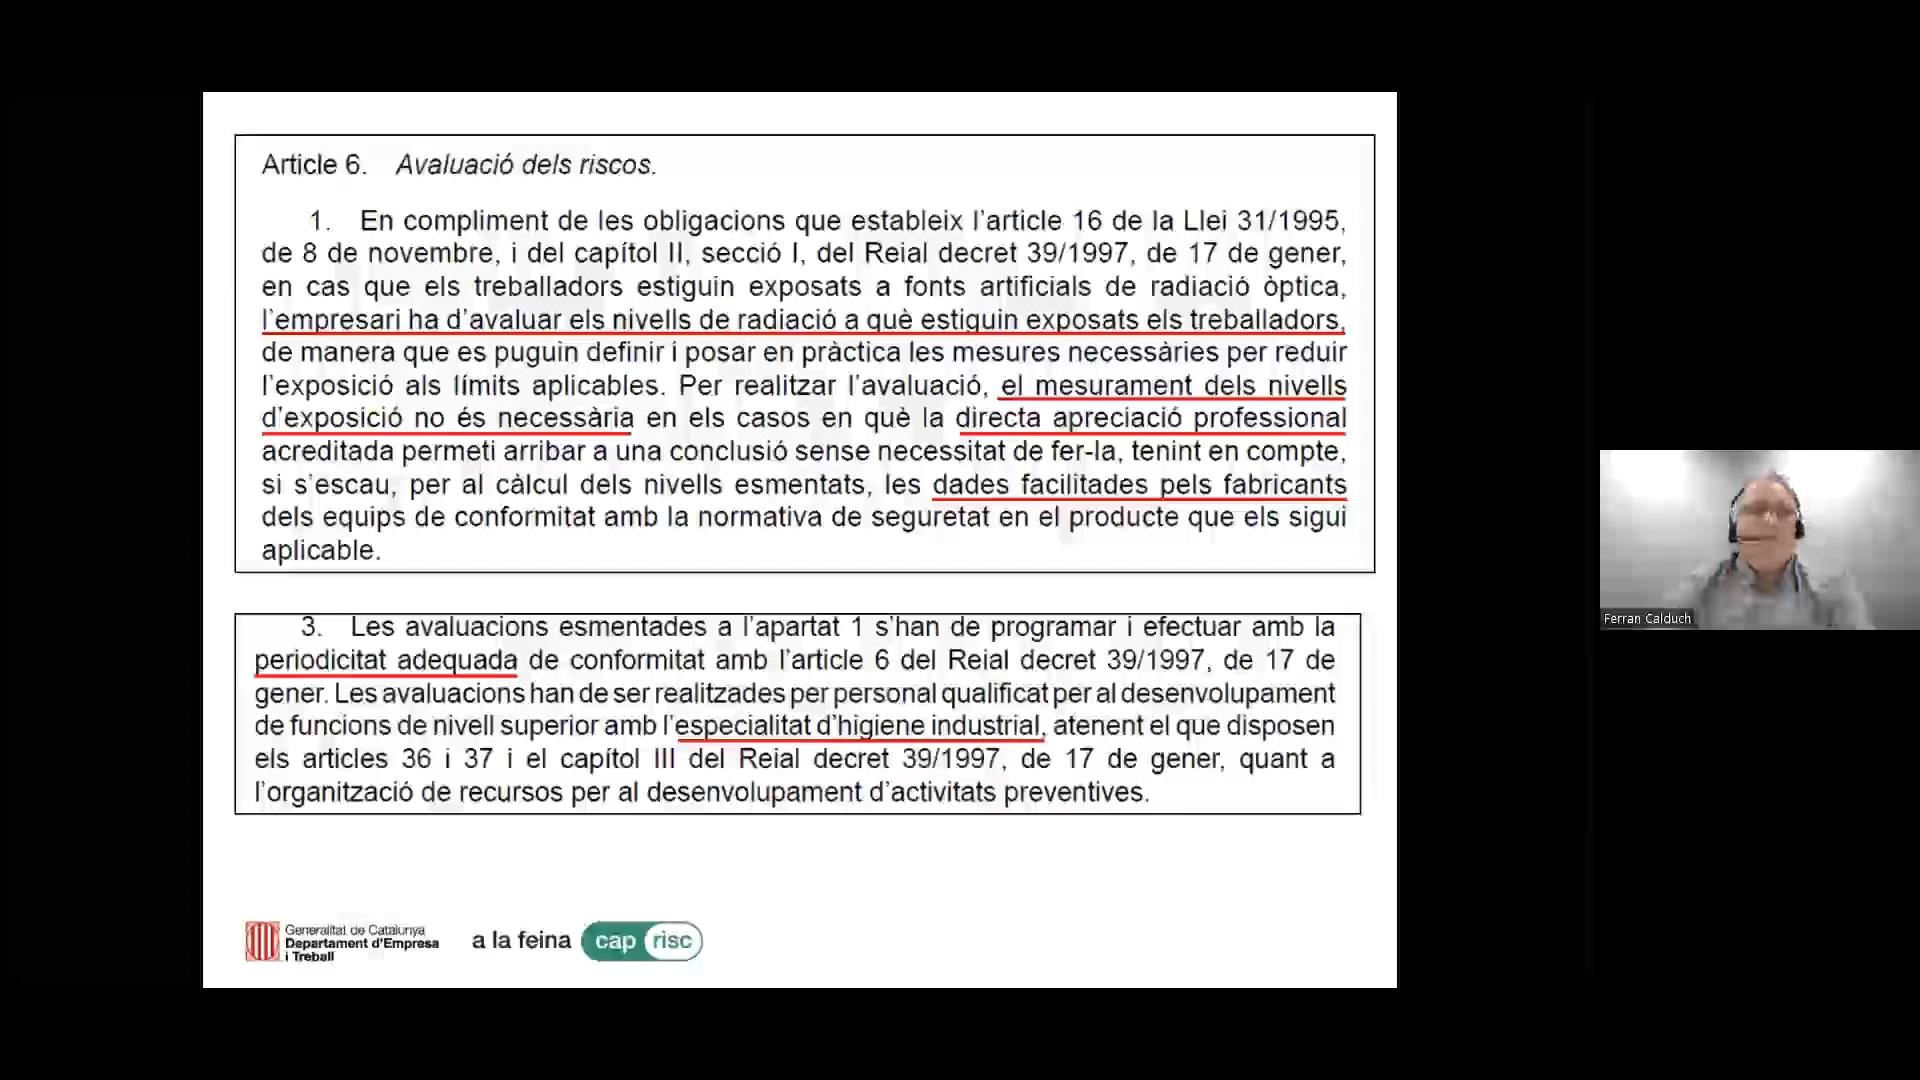 Article 6. Avaluació dels riscos.
1. En compliment de les obligacions que estableix l’article 16 de la Llei 31/1995,
de 8 de novembre, i del capítol II, secció I, del Reial decret 39/1997, de 17 de gener,
en cas que els treballadors estiguin exposats a fonts artificials de radiació òptica,
l’empresari ha d’avaluar els nivells de radiació a què estiguin exposats els treballadors,
de manera que es puguin definir i posar en pràctica les mesures necessàries per reduir
l’exposició als límits aplicables. Per realitzar l’avaluació, el mesurament dels nivells
d’exposició no és necessària en els casos en què la directa apreciació professional
acreditada permeti arribar a una conclusió sense necessitat de fer-la, tenint en compte,
si s’escau, per al càlcul dels nivells esmentats, les dades facilitades pels fabricants
dels equips de conformitat amb la normativa de seguretat en el producte que els sigui
aplicable.
3. Les avaluacions esmentades a l’apartat 1 s’han de programar i efectuar amb la
periodicitat adequada de conformitat amb l’article 6 del Reial decret 39/1997, de 17 de
gener. Les avaluacions han de ser realitzades per personal qualificat per al desenvolupament
de funcions de nivell superior amb l’especialitat d’higiene industrial, atenent el que disposen
els articles 36 i 37 i el capítol III del Reial decret 39/1997, de 17 de gener, quant a
l’organització de recursos per al desenvolupament d’activitats preventives.
Generalitat de Catalunya
Departament d’Empresa
i Treball
a la feina cap risc
Ferran Calduch